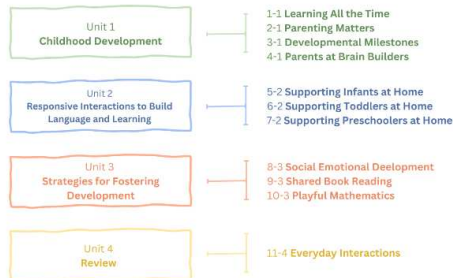 Unit 1
Childhood Development
1-1 Learning All the Time
2-1 Parenting Matters
3-1 Developmental Milestones
4-1 Parents at Brain Builders
Unit 2
Responsive Interactions to Build
Language and Learning
5-2 Supporting Infants at Home
6-2 Supporting Toddlers at Home
7-2 Supporting Preschoolers at Home
Unit 3
Strategies for Fostering
Development
8-3 Social Emotional Deelopment
9-3 Shared Book Reading
10-3 Playful Mathematics
Unit 4
Review
11-4 Everyday Interactions